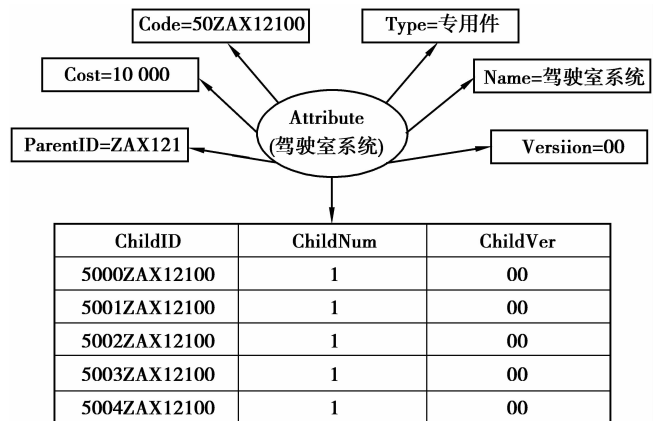 Code=50ZAX12100
Type=专用件
Cost=10 000
Name=驾驶室系统
Attribute
(驾驶室系统)
ParentID=ZAX121
Versiion=00
ChildID ChildNum ChildVer
5000ZAX12100 1 00
5001ZAX12100 1 00
5002ZAX12100 1 00
5003ZAX12100 1 00
5004ZAX12100 1 00